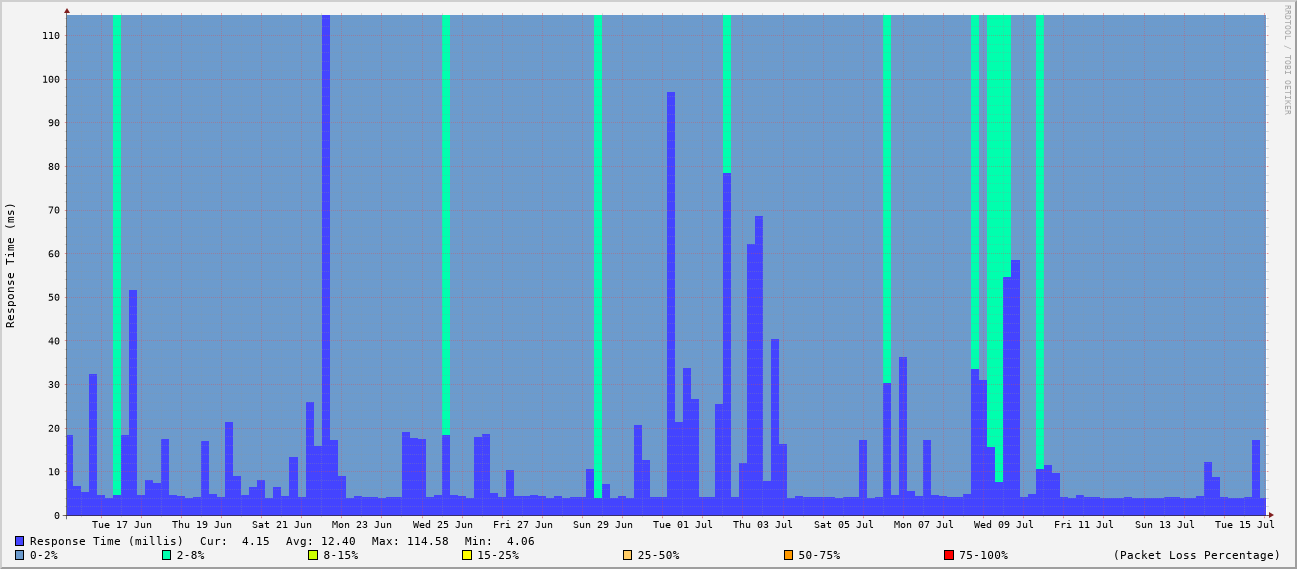 RRDTOOL / TOBI OETIKER
Response Time (ms)
110
100
90
80
70
60
50
40
30
20
10
0
Tue 17 Jun Thu 19 Jun Sat 21 Jun Mon 23 Jun Wed 25 Jun Fri 27 Jun Sun 29 Jun Tue 01 Jul Thu 03 Jul Sat 05 Jul Mon 07 Jul Wed 09 Jul Fri 11 Jul Sun 13 Jul Tue 15 Jul
Response Time (millis) Cur: 4.15 Avg: 12.40 Max: 114.58 Min: 4.06
0-2% 2-8% 8-15% 15-25% 25-50% 50-75% 75-100% (Packet Loss Percentage)